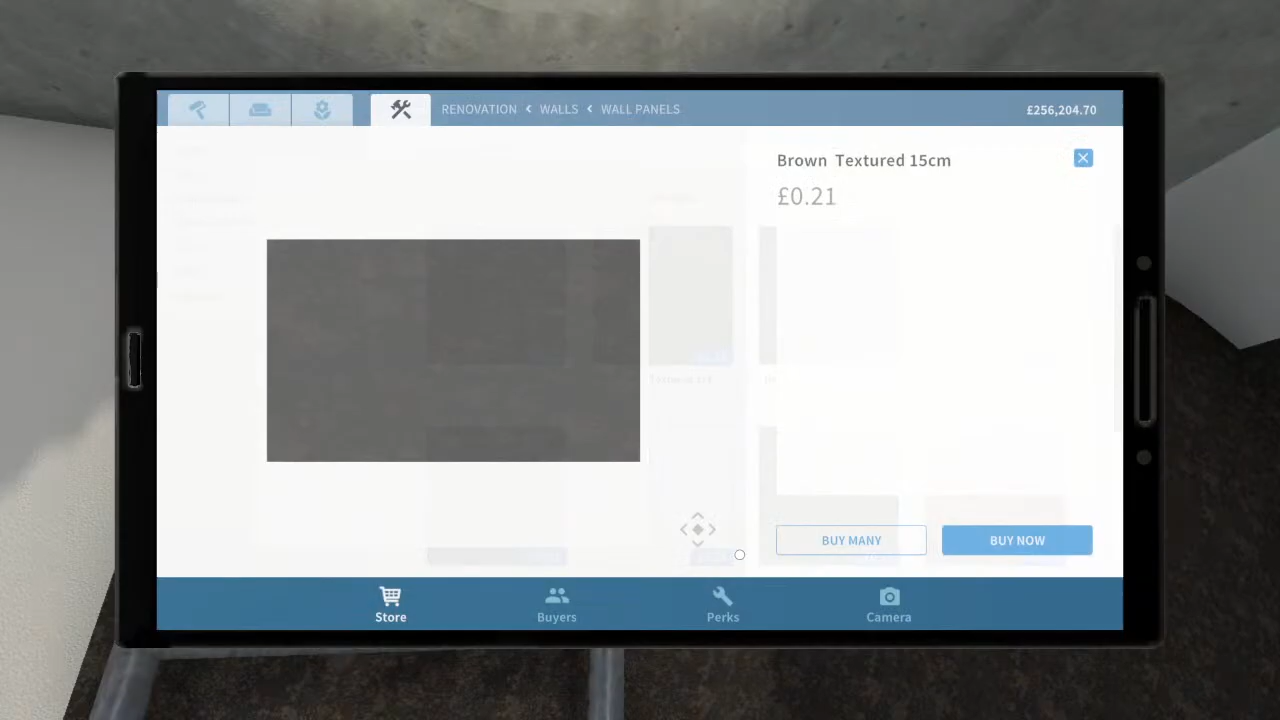 RENOVATION < WALLS < WALL PANELS
£256,204.70
Brown Textured 15cm
£0.21
BUY MANY
BUY NOW
Store
Buyers
Perks
Camera